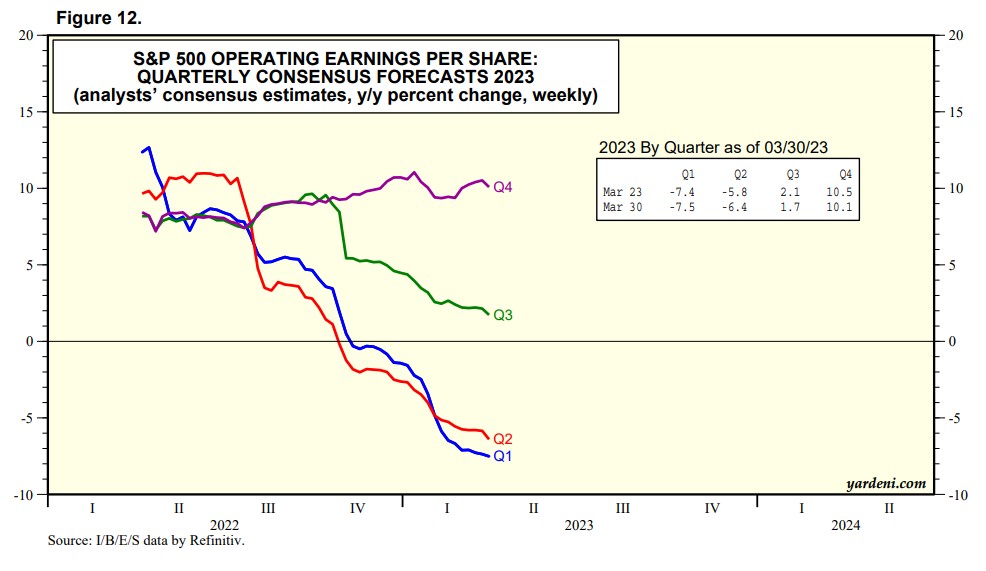 Figure 12.
S&P 500 OPERATING EARNINGS PER SHARE:
QUARTERLY CONSENSUS FORECASTS 2023
(analysts’ consensus estimates, y/y percent change, weekly)
20 20
15 15
2023 By Quarter as of 03/30/23
Q1 Q2 Q3 Q4
Mar 23 -7.4 -5.8 2.1 10.5
Mar 30 -7.5 -6.4 1.7 10.1
10 10
Q4
5 5
Q3
0 0
-5 -5
Q2
Q1
yardeni.com
-10 -10
I II III IV I II III IV I II
2022 2023 2024
Source: I/B/E/S data by Refinitiv.